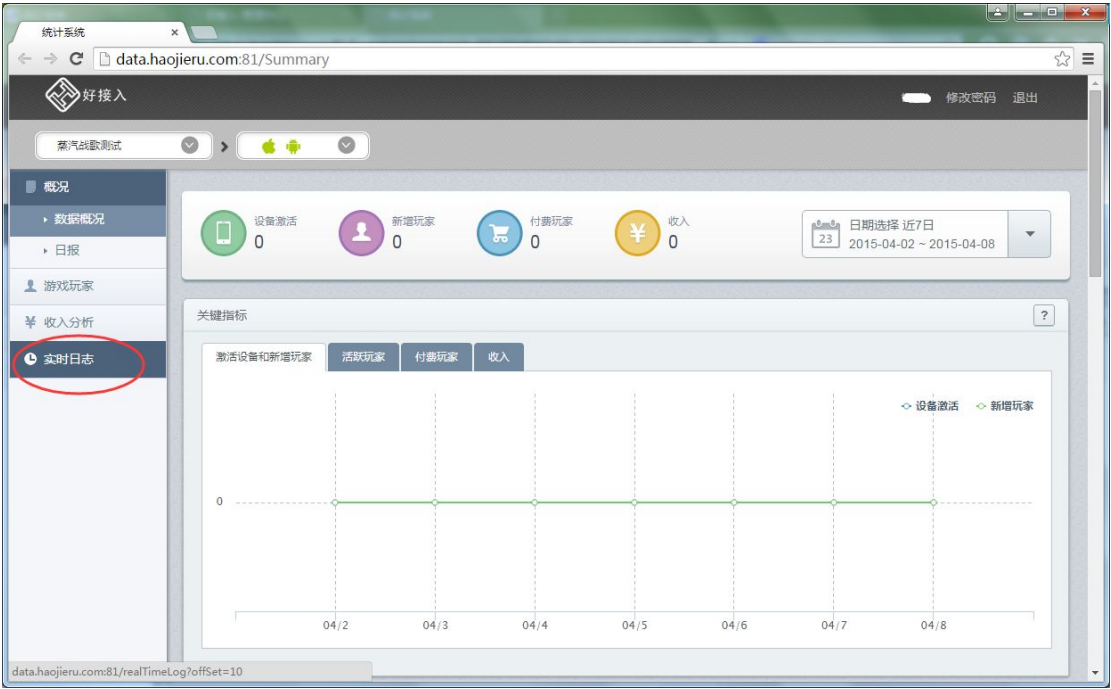 统计系统
data.haojieru.com:81/Summary
好接入
修改密码 退出
蒸汽战歌测试
概况
数据概况
日报
游戏玩家
收入分析
实时日志
设备激活
0
新增玩家
0
付费玩家
0
¥
收入
0
23
日期选择 近7日
2015-04-02 ~ 2015-04-08
关键指标
?
激活设备和新增玩家 活跃玩家 付费玩家 收入
设备激活 新增玩家
0
04/2 04/3 04/4 04/5 04/6 04/7 04/8
data.haojieru.com:81/realTimeLog?offSet=10